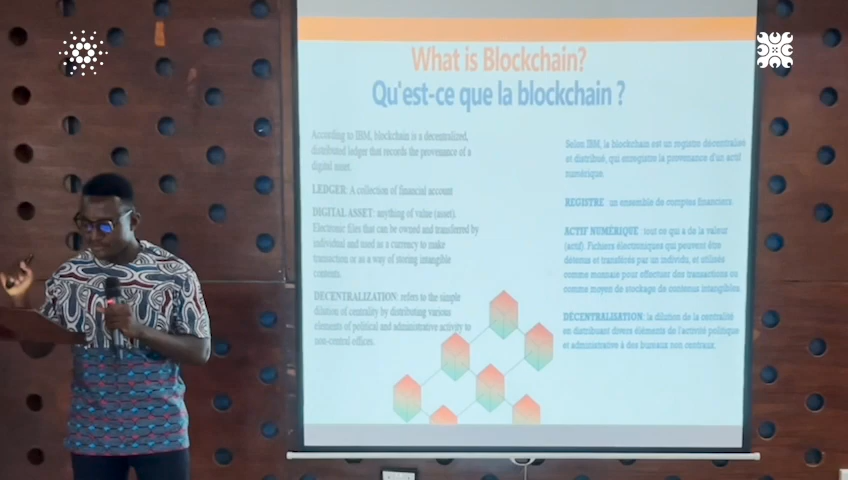 What is Blockchain?
Qu'est-ce que la blockchain ?
According to IBM, blockchain is a decentralized,
distributed ledger that records the provenance of a
digital asset.
LEDGER: A collection of financial account
DIGITAL ASSET: anything of value (asset).
Electronic files that can be owned and transferred by
individual and used as a currency to make
transaction or as a way of storing intangible
contents.
DECENTRALIZATION: refers to the simple
dilution of centrality by distributing various
elements of political and administrative activity to
non-central offices.
Selon IBM, la blockchain est un registre décentralisé
et distribué, qui enregistre la provenance d'un actif
numérique.
REGISTRE un ensemble de comptes financiers
ACTIF NUMÉRIQUE tout ce qui a de la valeur
(actif). Fichiers électroniques qui peuvent être
détenus et transférés par un individu, et utilisés
comme monnaie pour effectuer des transactions ou
comme moyen de stockage de contenus intangibles.
DÉCENTRALISATION: la dilution de la centralité
en distribuant divers éléments de l'activité politique
et administrative à des bureaux non centraux.